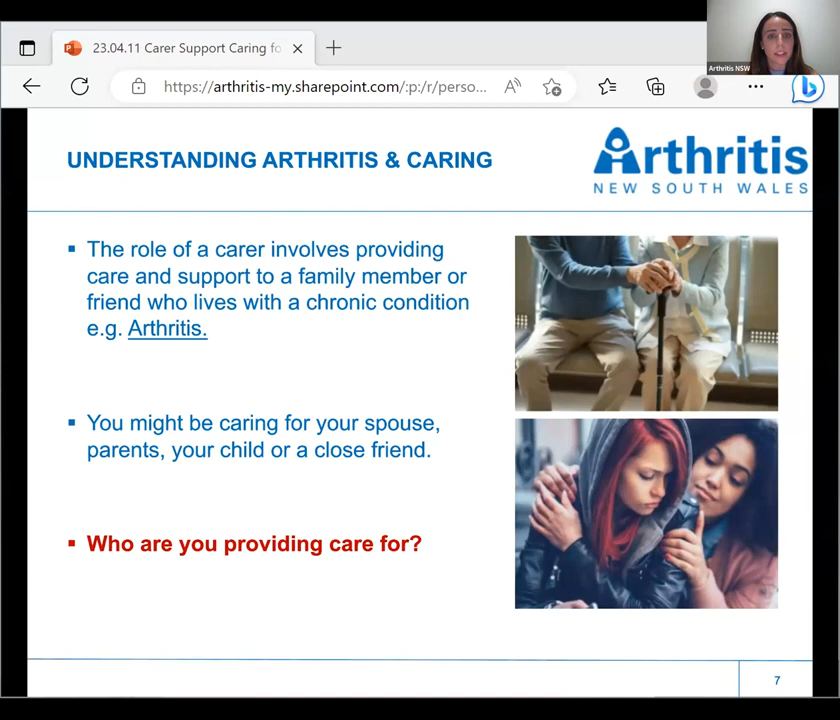 23.04.11 Carer Support Caring fo
Arthritis NSW
https://arthritis-my.sharepoint.com/:p:/r/perso...
UNDERSTANDING ARTHRITIS & CARING
Arthritis
NEW SOUTH WALES
▪ The role of a carer involves providing
care and support to a family member or
friend who lives with a chronic condition
e.g. Arthritis.
▪ You might be caring for your spouse,
parents, your child or a close friend.
▪ Who are you providing care for?
7